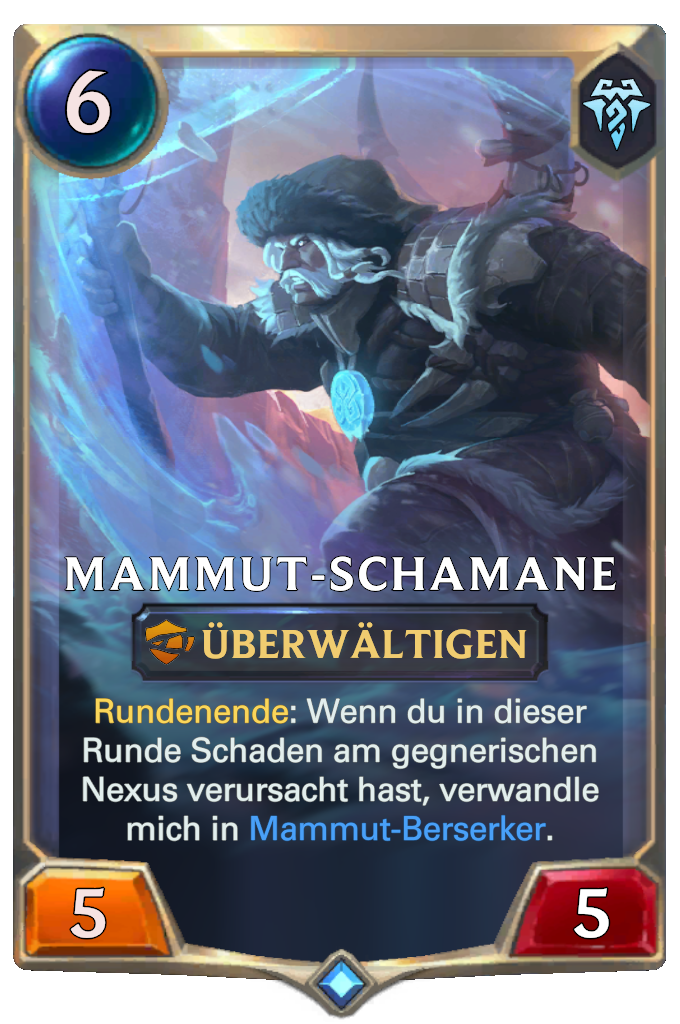 6
MAMMUT-SCHAMANE
ÜBERWÄLTIGEN
Rundenende: Wenn du in dieser
Runde Schaden am gegnerischen
Nexus verursacht hast, verwandle
mich in Mammut-Berserker.
5 5